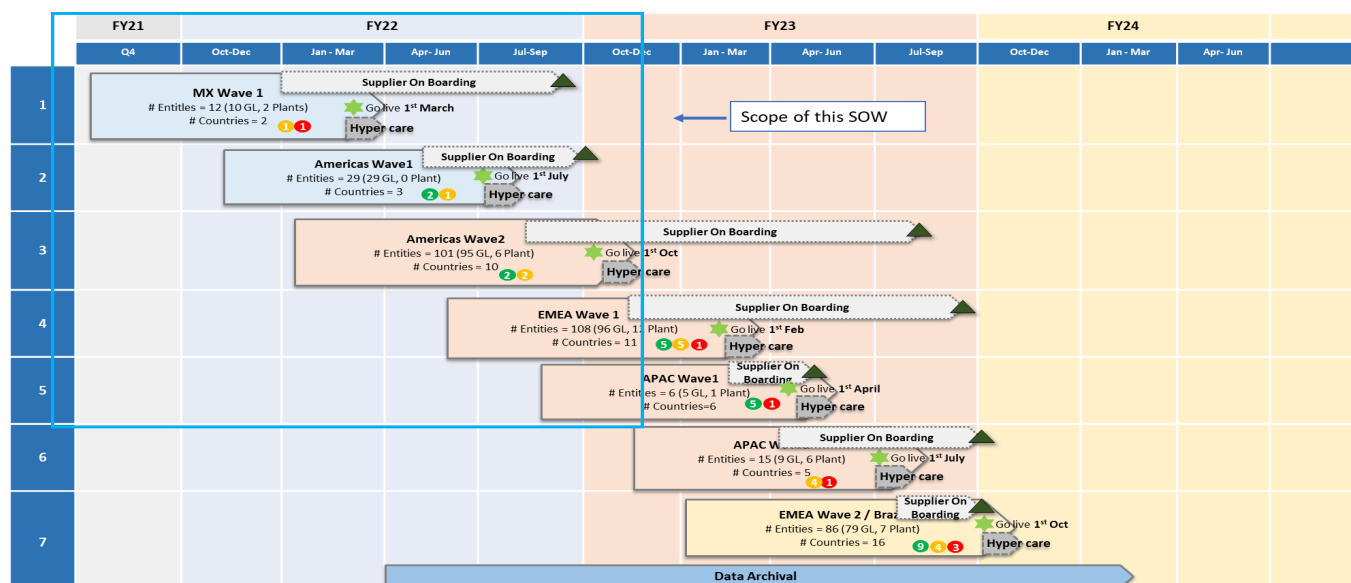 FY21 FY22 FY23 FY24
Q4 Oct-Dec Jan - Mar Apr- Jun Jul-Sep Oct-Dec Jan - Mar Apr- Jun Jul-Sep Oct-Dec Jan - Mar Apr- Jun
1
Supplier On Boarding
MX Wave 1
# Entities = 12 (10 GL, 2 Plants)
# Countries = 2
1 1
Go live 1st March
Hyper care
Scope of this SOW
2
Supplier On Boarding
Americas Wave1
# Entities = 29 (29 GL, 0 Plant)
# Countries = 3
2 1
Go live 1st July
Hyper care
3
Supplier On Boarding
Americas Wave2
# Entities = 101 (95 GL, 6 Plant)
# Countries = 10
2 2
Go live 1st Oct
Hyper care
4
Supplier On Boarding
EMEA Wave 1
# Entities = 108 (96 GL, 12 Plant)
# Countries = 11
5 5 1
Go live 1st Feb
Hyper care
5
Supplier On
Boarding
APAC Wave1
# Entities = 6 (5 GL, 1 Plant)
# Countries=6
5 1
Go live 1st April
Hyper care
6
Supplier On Boarding
APAC
# Entities = 15 (9 GL, 6 Plant)
# Countries = 5
4 1
Go live 1st July
Hyper care
7
Supplier On
Boarding
EMEA Wave 2 /
# Entities = 86 (79 GL, 7 Plant)
# Countries = 16
9 4 3
Go live 1st Oct
Hyper care
Data Archival